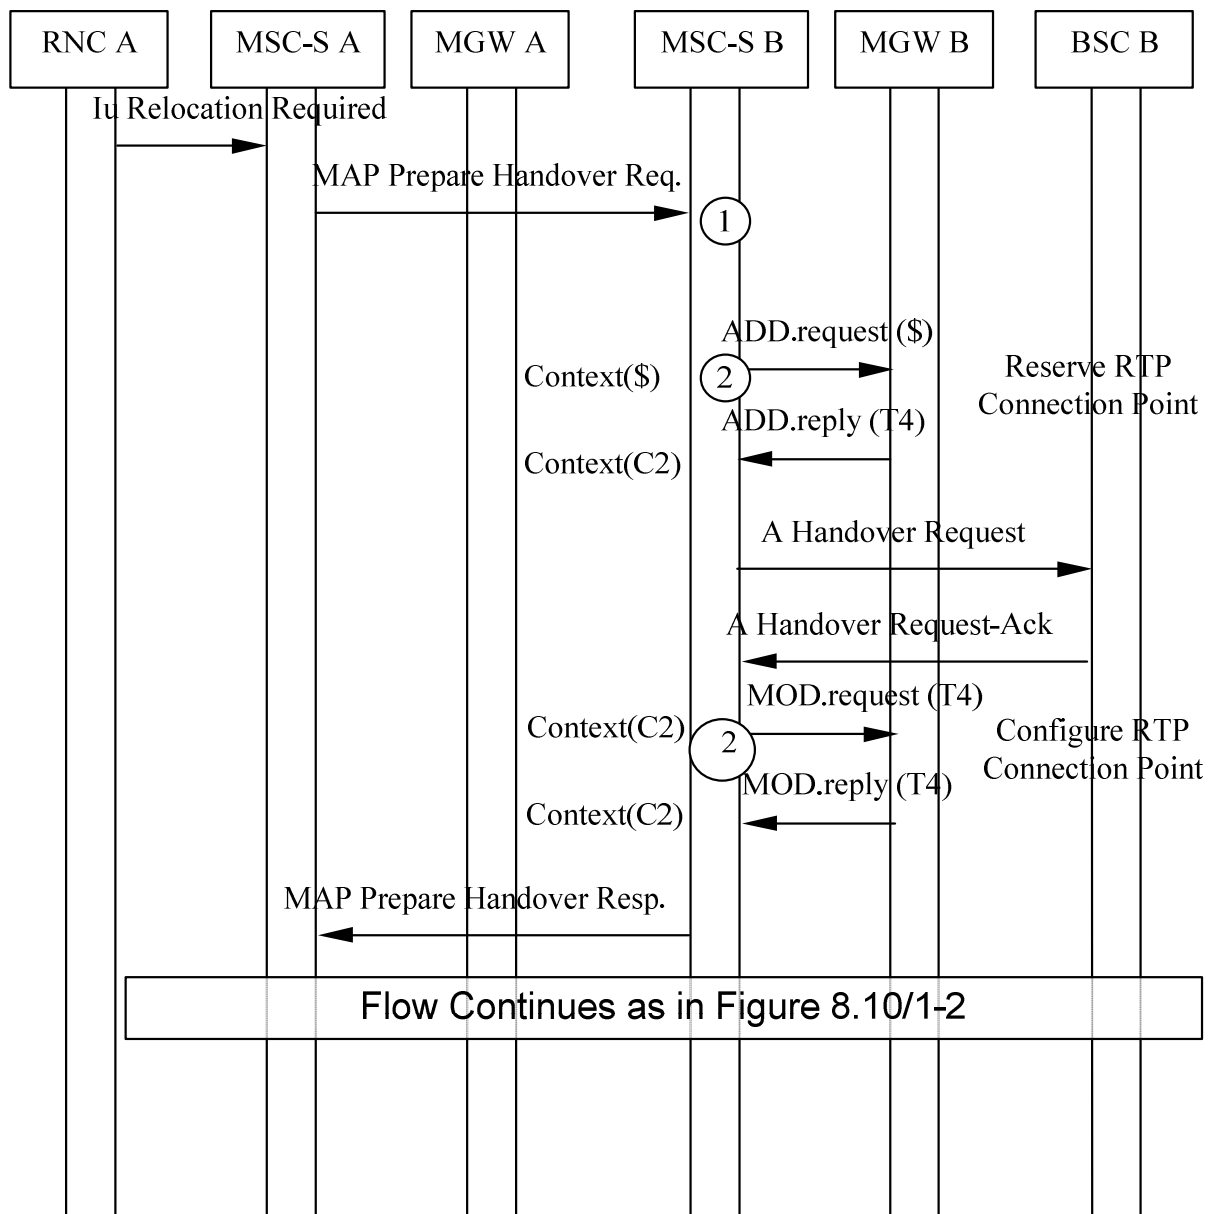 RNC A
MSC-S A
MGW A
MSC-S B
MGW B
BSC B
Iu Relocation Required
MAP Prepare Handover Req.
1
ADD.request ($)
Context($)
2
Reserve RTP
Connection Point
ADD.reply (T4)
Context(C2)
A Handover Request
A Handover Request-Ack
MOD.request (T4)
Context(C2)
2
Configure RTP
Connection Point
MOD.reply (T4)
Context(C2)
MAP Prepare Handover Resp.
Flow Continues as in Figure 8.10/1-2